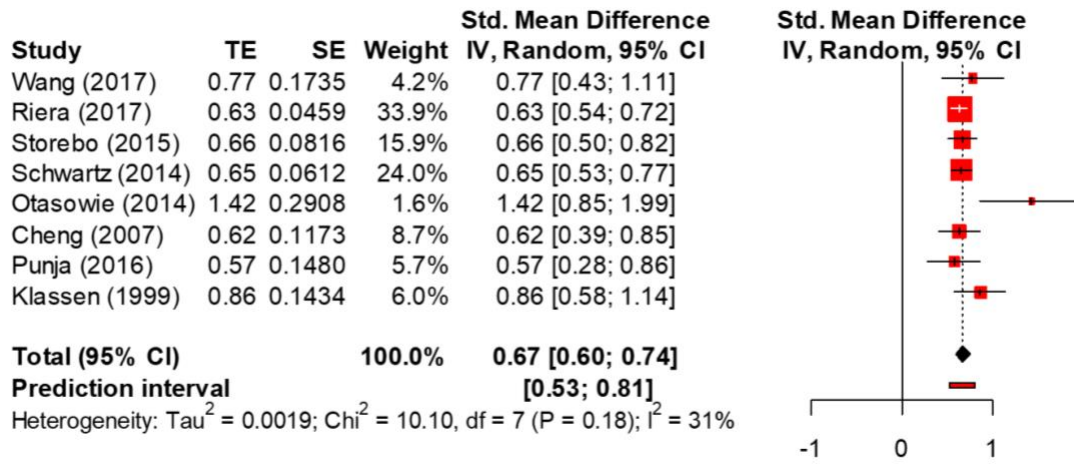 Std. Mean Difference Std. Mean Difference
Study TE SE Weight IV, Random, 95% CI IV, Random, 95% CI
Wang (2017) 0.77 0.1735 4.2% 0.77 [0.43; 1.11]
Riera (2017) 0.63 0.0459 33.9% 0.63 [0.54; 0.72]
Storebo (2015) 0.66 0.0816 15.9% 0.66 [0.50; 0.82]
Schwartz (2014) 0.65 0.0612 24.0% 0.65 [0.53; 0.77]
Otasowie (2014) 1.42 0.2908 1.6% 1.42 [0.85; 1.99]
Cheng (2007) 0.62 0.1173 8.7% 0.62 [0.39; 0.85]
Punja (2016) 0.57 0.1480 5.7% 0.57 [0.28; 0.86]
Klassen (1999) 0.86 0.1434 6.0% 0.86 [0.58; 1.14]
Total (95% CI) 100.0% 0.67 [0.60; 0.74]
Prediction interval [0.53; 0.81]
Heterogeneity: Tau² = 0.0019; Chi² = 10.10, df = 7 (P = 0.18); I² = 31%
-1 0 1